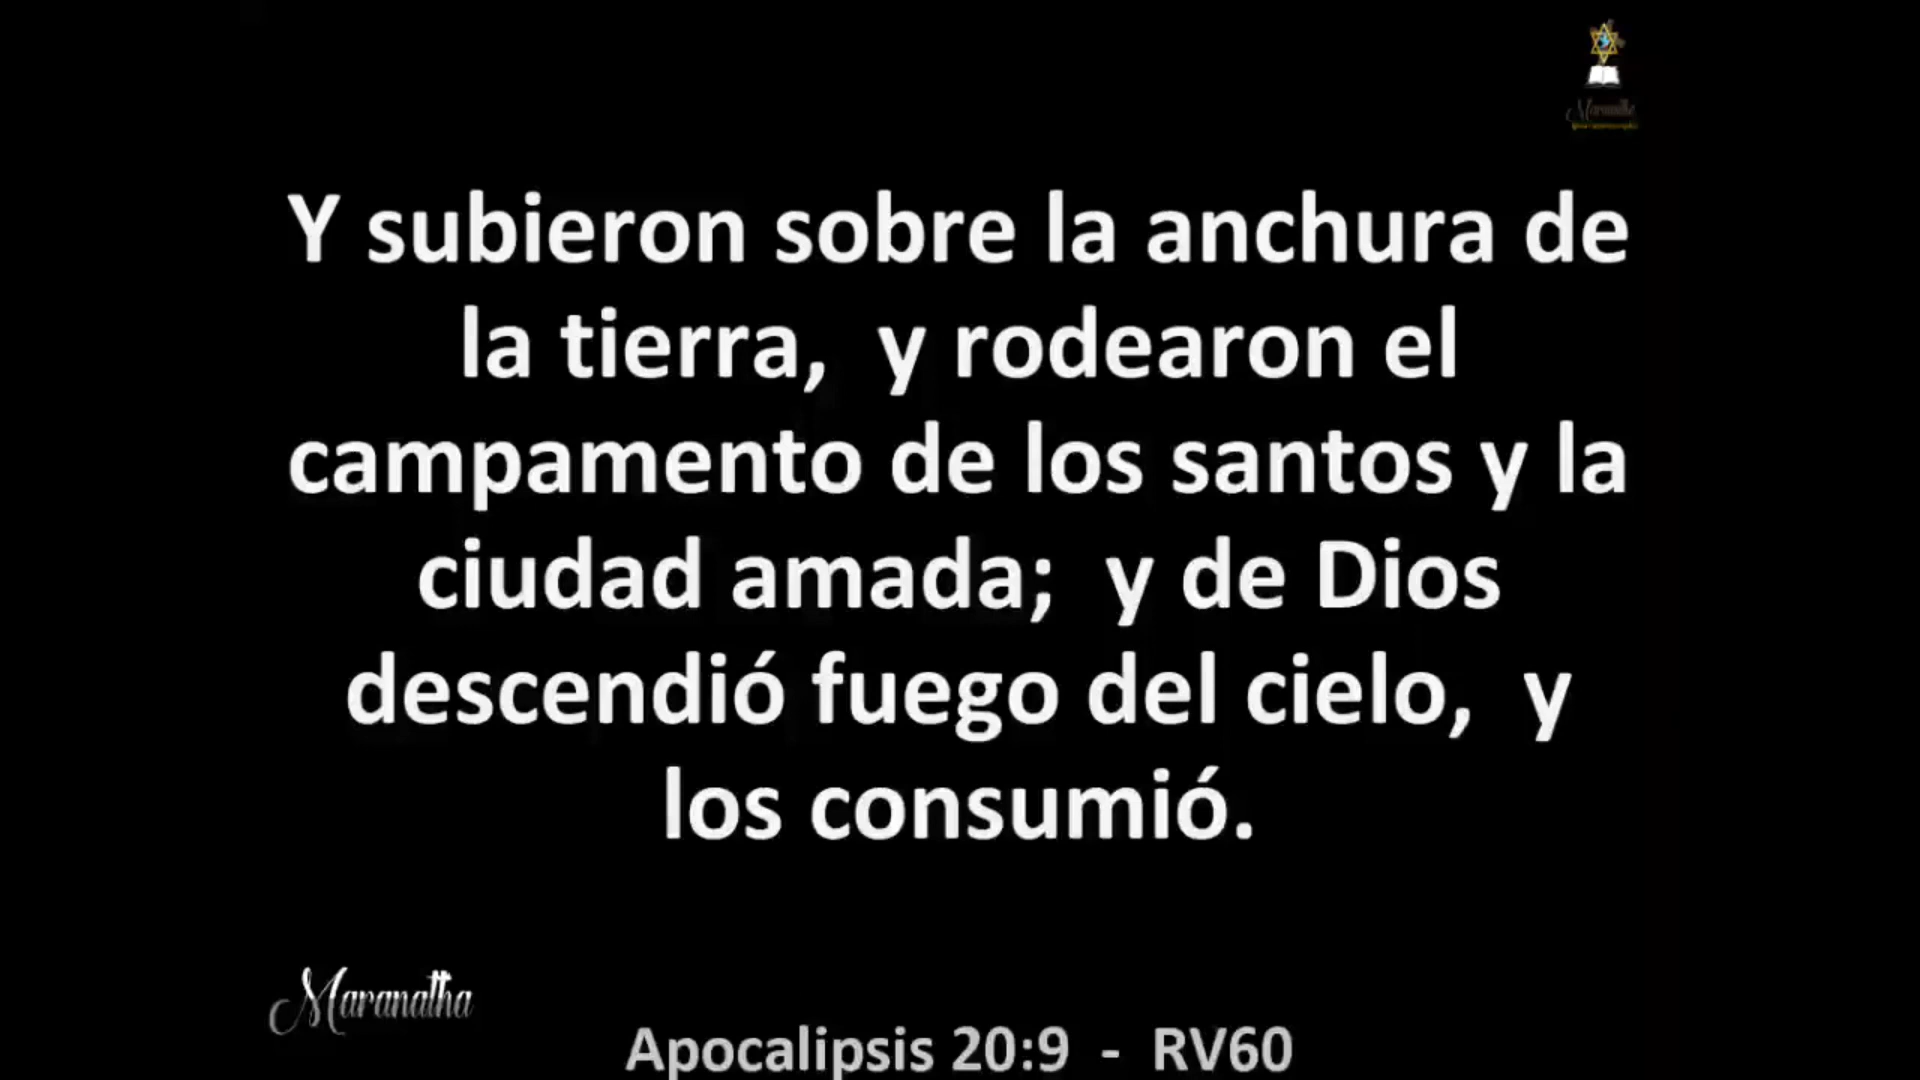 Y subieron sobre la anchura de
la tierra,  y rodearon el
campamento de los santos y la
ciudad amada;  y de Dios
descendió fuego del cielo,  y
los consumió.
Maranatha
Apocalipsis 20:9  -  RV60